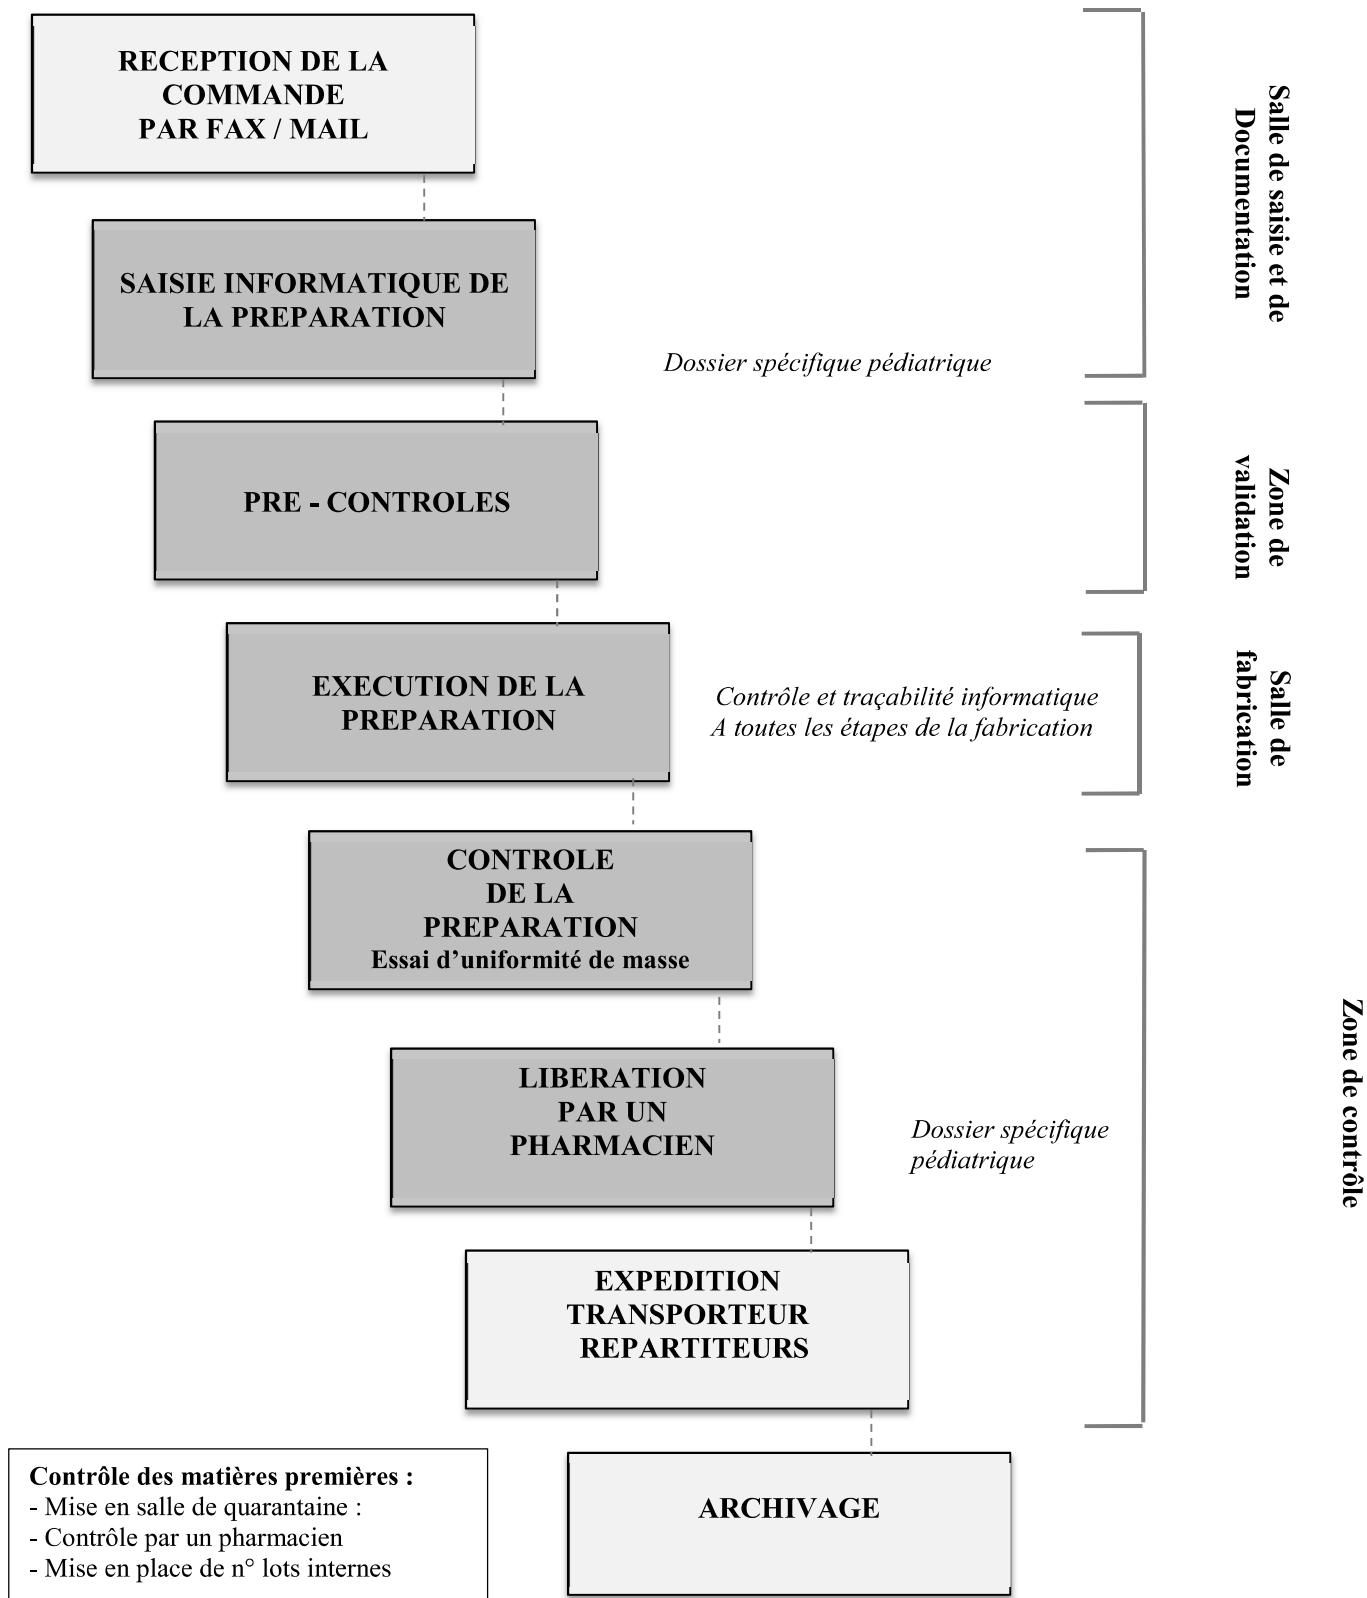 RECEPTION DE LA
COMMANDE
PAR FAX / MAIL
Salle de saisie et de
Documentation
SAISIE INFORMATIQUE DE
LA PREPARATION
Dossier spécifique pédiatrique
PRE - CONTROLES
Zone de
validation
EXECUTION DE LA
PREPARATION
Contrôle et traçabilité informatique
A toutes les étapes de la fabrication
Salle de
fabrication
CONTROLE
DE LA
PREPARATION
Essai d’uniformité de masse
LIBERATION
PAR UN
PHARMACIEN
Dossier spécifique
pédiatrique
Zone de contrôle
EXPEDITION
TRANSPORTEUR
REPARTITEURS
ARCHIVAGE
Contrôle des matières premières :
- Mise en salle de quarantaine :
- Contrôle par un pharmacien
- Mise en place de n° lots internes